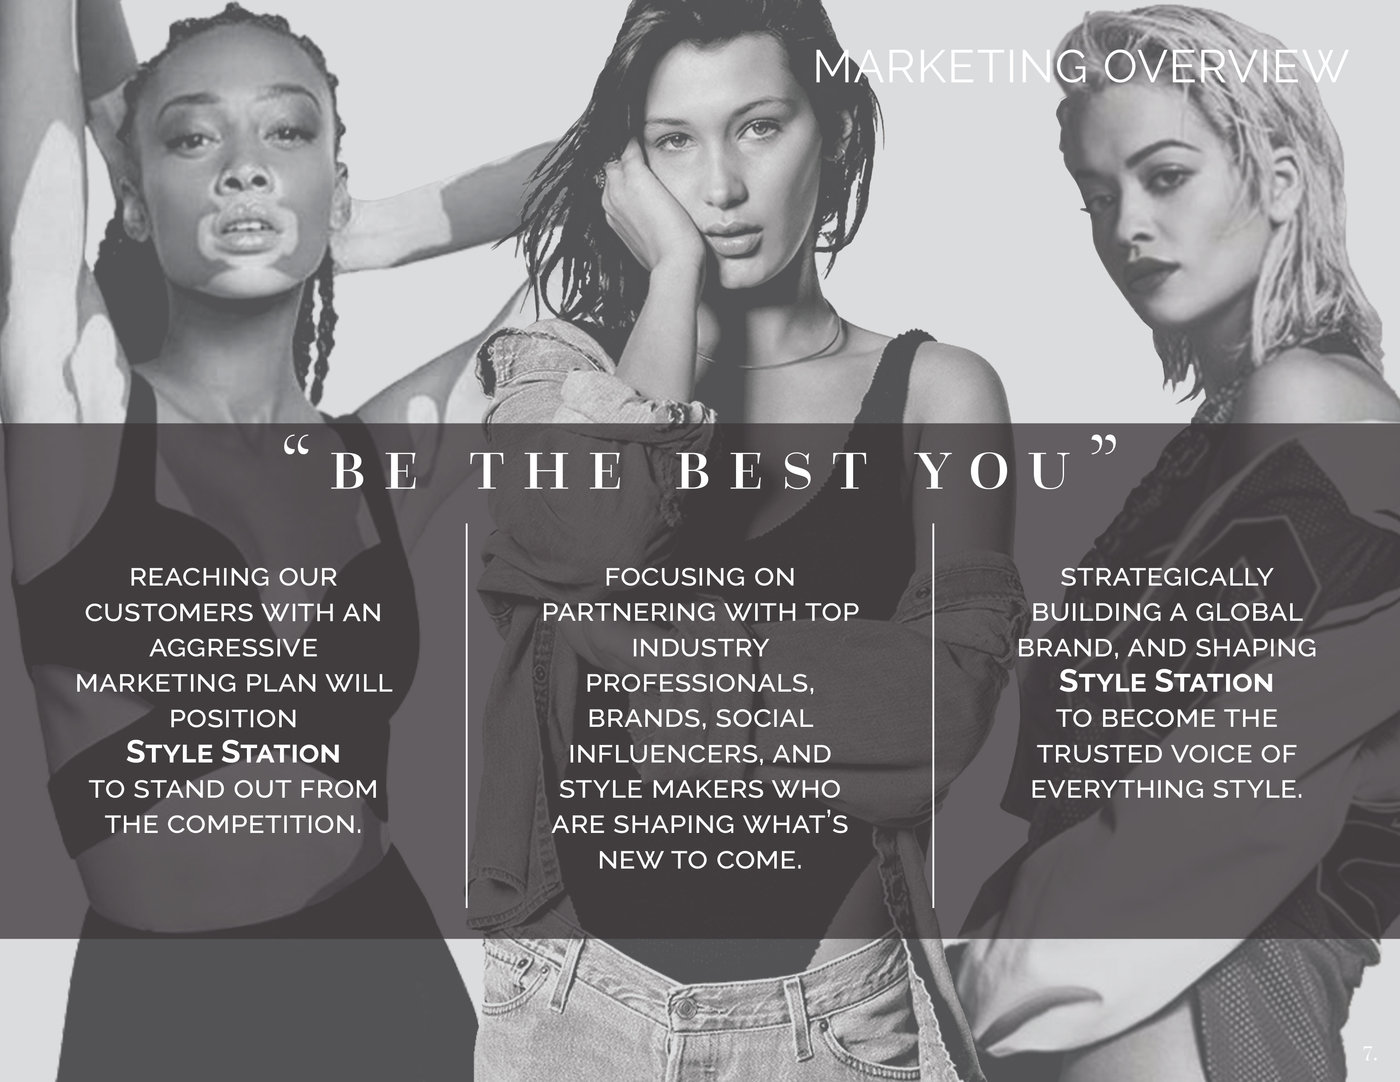 MARKETING OVERVIEW
“BE THE BEST YOU”
REACHING OUR
CUSTOMERS WITH AN
AGGRESSIVE
MARKETING PLAN WILL
POSITION
STYLE STATION
TO STAND OUT FROM
THE COMPETITION.
FOCUSING ON
PARTNERING WITH TOP
INDUSTRY
PROFESSIONALS,
BRANDS, SOCIAL
INFLUENCERS, AND
STYLE MAKERS WHO
ARE SHAPING WHAT’S
NEW TO COME.
STRATEGICALLY
BUILDING A GLOBAL
BRAND, AND SHAPING
STYLE STATION
TO BECOME THE
TRUSTED VOICE OF
EVERYTHING STYLE.
7.